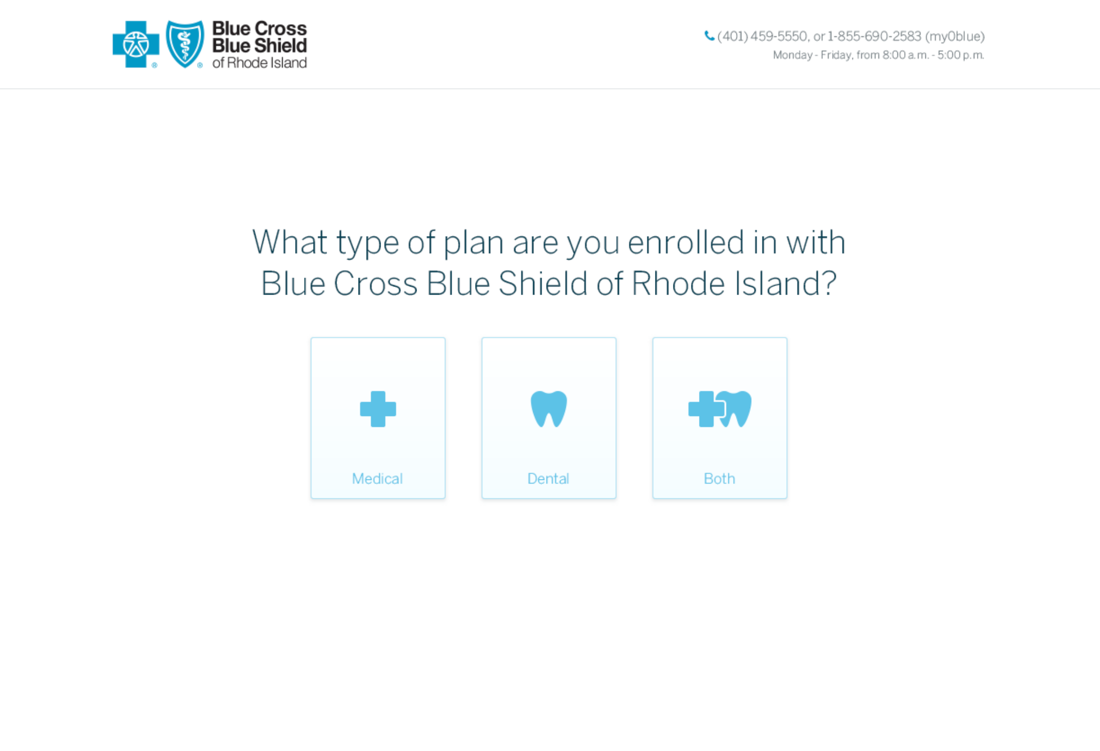 Blue Cross
Blue Shield
of Rhode Island
(401) 459-5550, or 1-855-690-2583 (my0blue)
Monday - Friday, from 8:00 a.m. - 5:00 p.m.
What type of plan are you enrolled in with
Blue Cross Blue Shield of Rhode Island?
Medical
Dental
Both